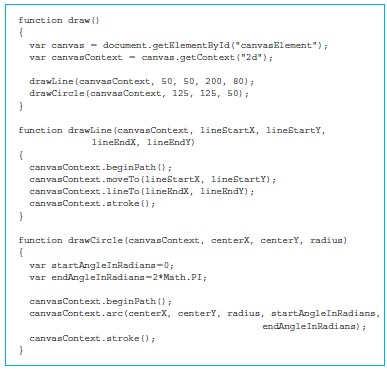 function draw()
{
var canvas = document.getElementById("canvasElement");
var canvasContext = canvas.getContext("2d");
drawLine(canvasContext, 50, 50, 200, 80);
drawCircle(canvasContext, 125, 125, 50);
}
function drawLine(canvasContext, lineStartX, lineStartY,
lineEndX, lineEndY)
{
canvasContext.beginPath();
canvasContext.moveTo(lineStartX, lineStartY);
canvasContext.lineTo(lineEndX, lineEndY);
canvasContext.stroke();
}
function drawCircle(canvasContext, centerX, centerY, radius)
{
var startAngleInRadians=0;
var endAngleInRadians=2*Math.PI;
canvasContext.beginPath();
canvasContext.arc(centerX, centerY, radius, startAngleInRadians,
endAngleInRadians);
canvasContext.stroke();
}